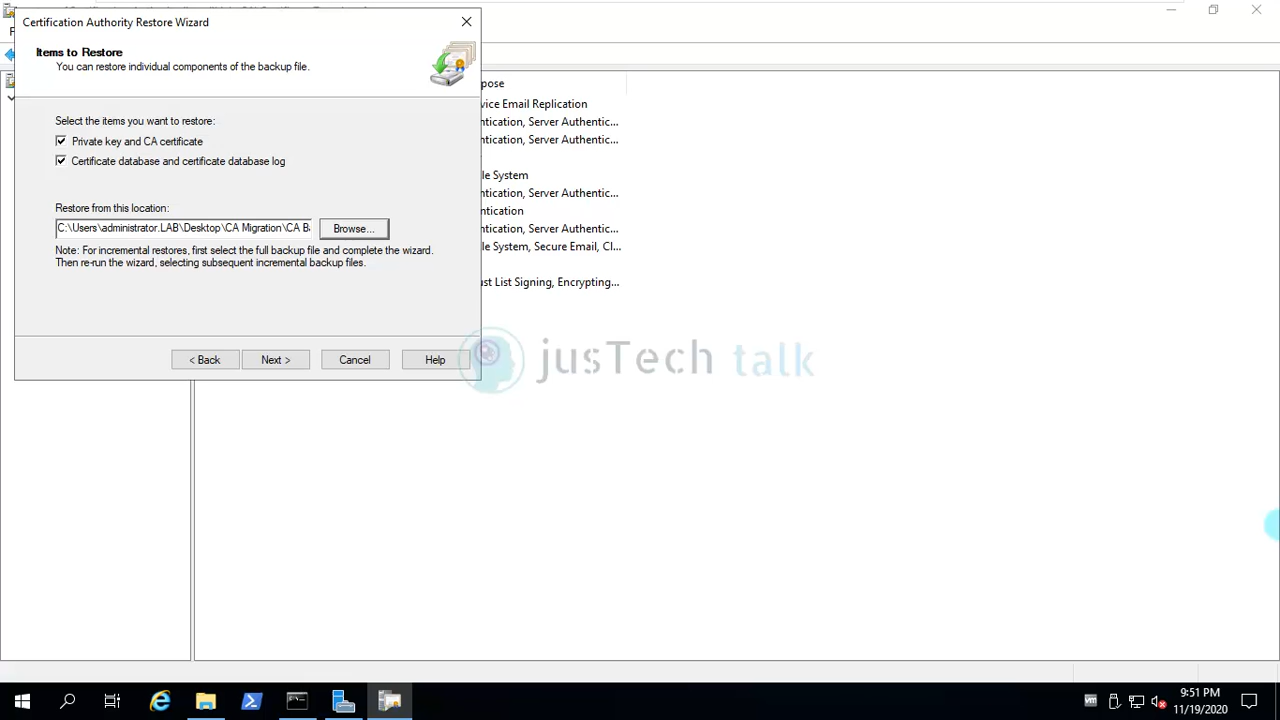 Certification Authority Restore Wizard
Items to Restore
You can restore individual components of the backup file.
Select the items you want to restore:
Private key and CA certificate
Certificate database and certificate database log
Restore from this location:
C:\Users\administrator.LAB\Desktop\CA Migration\CA B
Browse...
Note: For incremental restores, first select the full backup file and complete the wizard.
Then re-run the wizard, selecting subsequent incremental backup files.
< Back
Next >
Cancel
Help
pose
vice Email Replication
ntication, Server Authentic...
ntication, Server Authentic...
le System
ntication, Server Authentic...
ntication
ntication, Server Authentic...
le System, Secure Email, Cl...
ust List Signing, Encrypting...
jusTech talk
vm
9:51 PM
11/19/2020